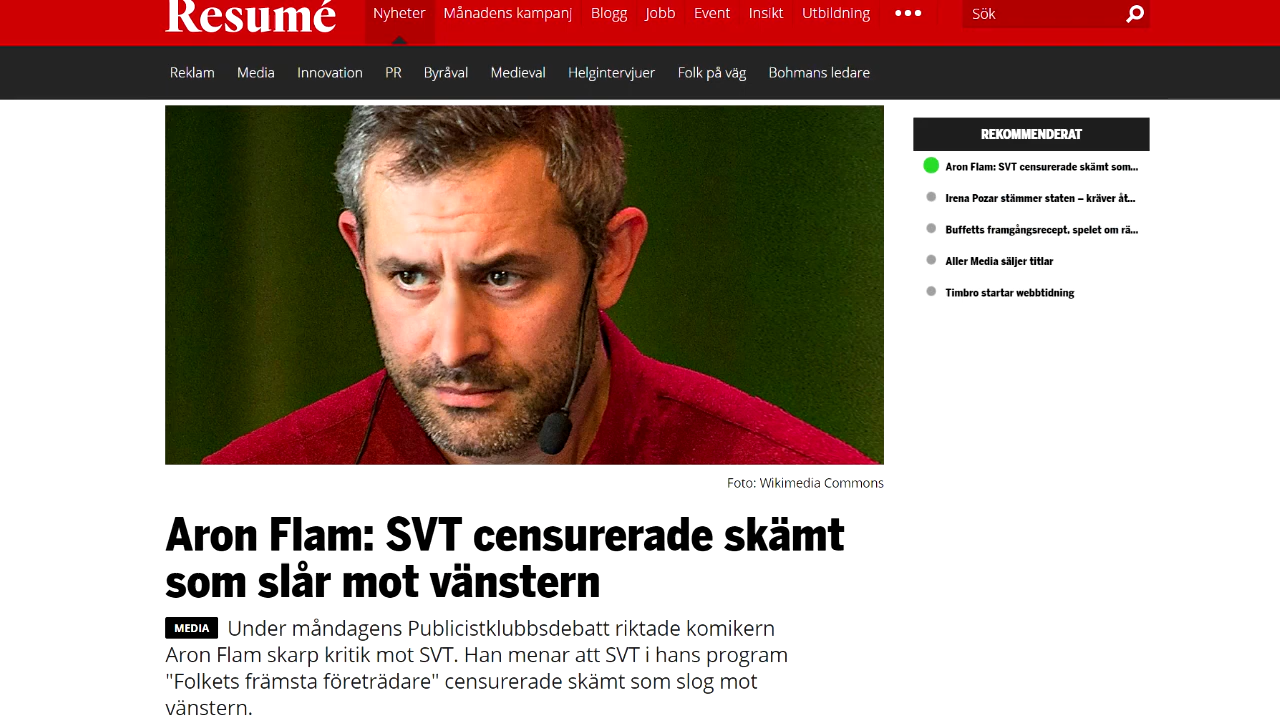 Resumé
Nyheter Månadens kampanj Blogg Jobb Event Insikt Utbildning ••• Sök
Reklam Media Innovation PR Byråval Medieval Helgintervjuer Folk på väg Bohmans ledare
REKOMMENDERAT
Aron Flam: SVT censurerade skämt som...
Irena Pozar stämmer staten – kräver åt...
Buffetts framgångsrecept, spelet om rä...
Aller Media säljer titlar
Timbro startar webbtidning
Foto: Wikimedia Commons
Aron Flam: SVT censurerade skämt
som slår mot vänstern
MEDIA Under måndagens Publicistklubbsdebatt riktade komikern
Aron Flam skarp kritik mot SVT. Han menar att SVT i hans program
"Folkets främsta företrädare" censurerade skämt som slog mot
vänstern.